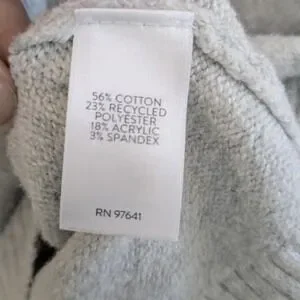 56% COTTON
23% RECYCLED
POLYESTER
18% ACRYLIC
3% SPANDEX
RN 97641